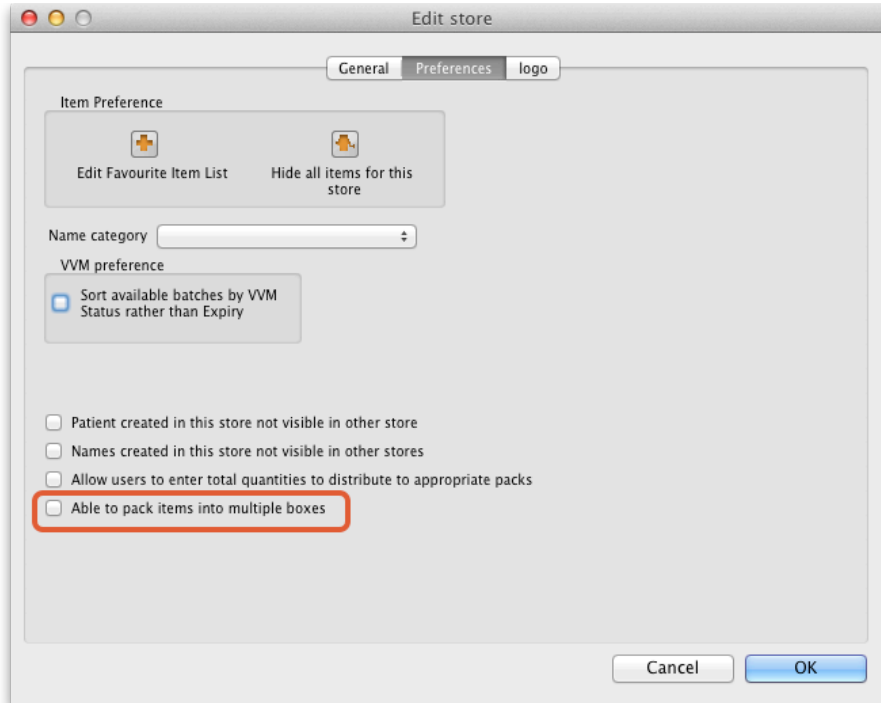 Edit store
General Preferences logo
Item Preference
Edit Favourite Item List
Hide all items for this
store
Name category
VVM preference
Sort available batches by VVM
Status rather than Expiry
Patient created in this store not visible in other store
Names created in this store not visible in other stores
Allow users to enter total quantities to distribute to appropriate packs
Able to pack items into multiple boxes
Cancel OK